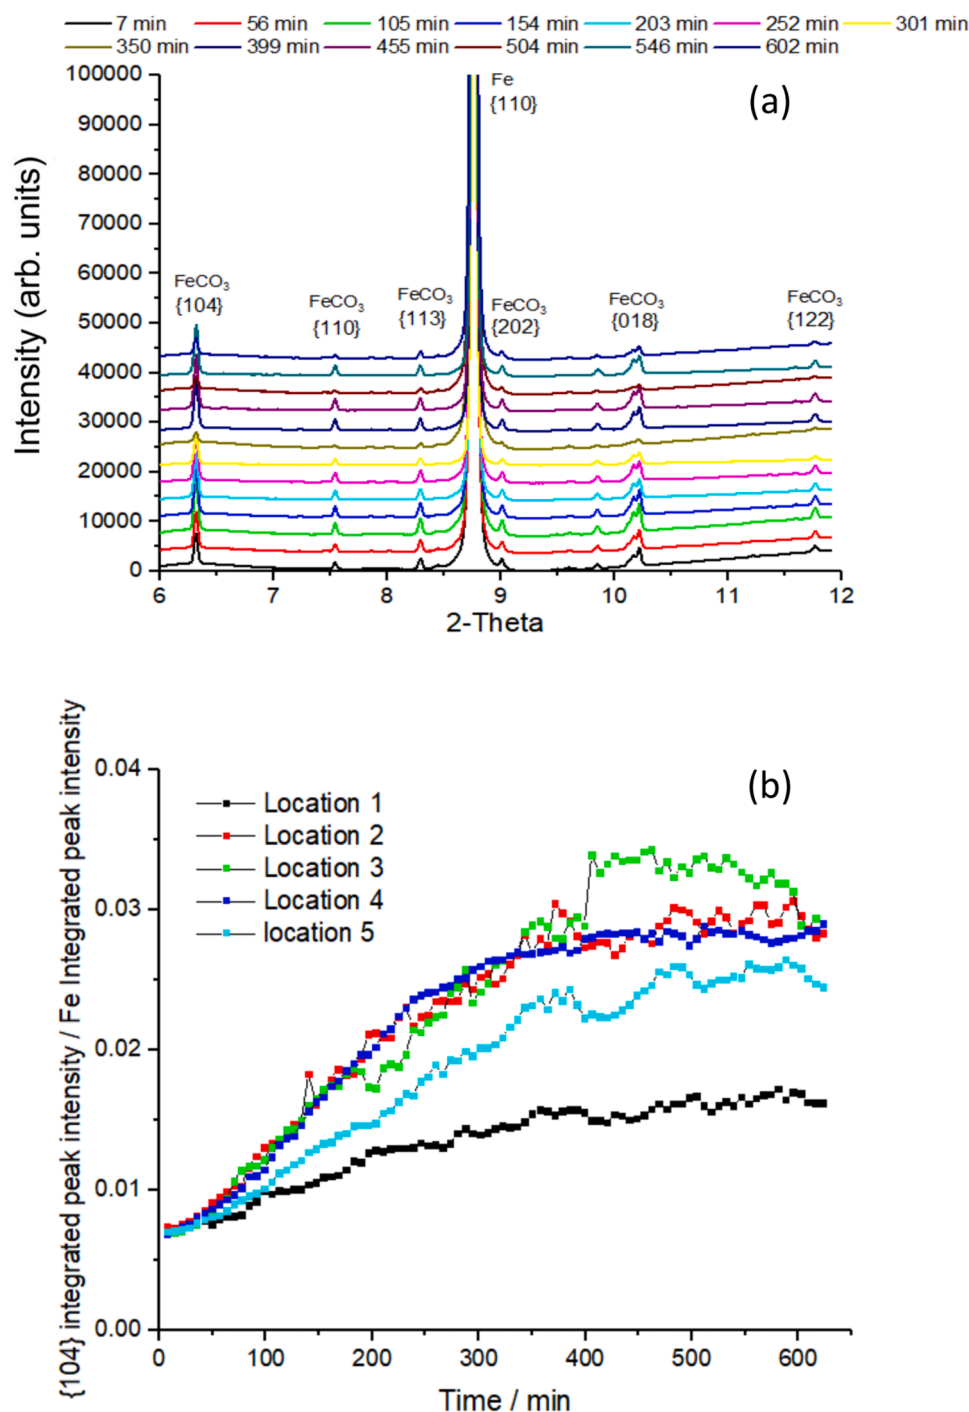 7 min 56 min 105 min 154 min 203 min 252 min 301 min
350 min 399 min 455 min 504 min 546 min 602 min
(a)
Intensity (arb. units)
100000
90000
80000
70000
60000
50000
40000
30000
20000
10000
0
Fe
{110}
FeCO3
{104}
FeCO3
{110}
FeCO3
{113}
FeCO3
{202}
FeCO3
{018}
FeCO3
{122}
6 7 8 9 10 11 12
2-Theta
(b)
{104} integrated peak intensity / Fe Integrated peak intensity
0.04
0.03
0.02
0.01
0.00
Location 1
Location 2
Location 3
Location 4
location 5
0 100 200 300 400 500 600
Time / min